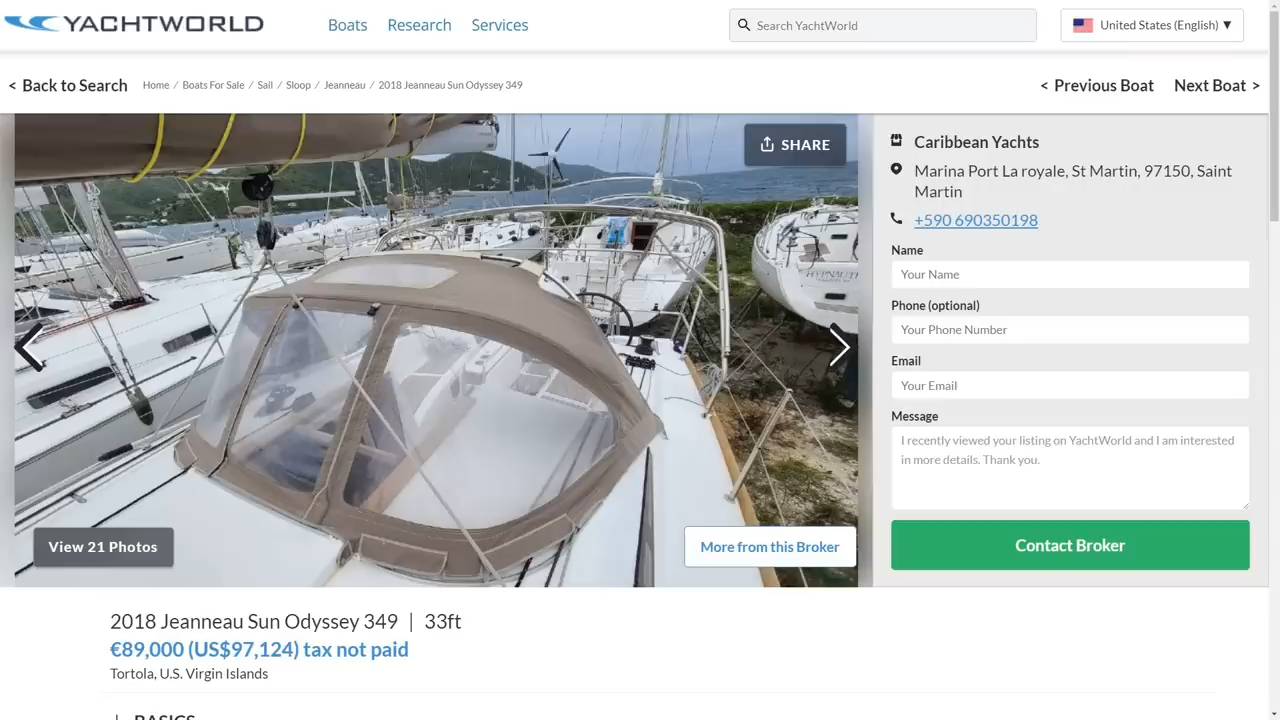 YACHTWORLD
Boats
Research
Services
Search YachtWorld
United States (English) ▼
< Back to Search
Home / Boats For Sale / Sail / Sloop / Jeanneau / 2018 Jeanneau Sun Odyssey 349
< Previous Boat
Next Boat >
SHARE
View 21 Photos
More from this Broker
Caribbean Yachts
Marina Port La royale, St Martin, 97150, Saint
Martin
+590 690350198
Name
Your Name
Phone (optional)
Your Phone Number
Email
Your Email
Message
I recently viewed your listing on YachtWorld and I am interested
in more details. Thank you.
Contact Broker
2018 Jeanneau Sun Odyssey 349 | 33ft
€89,000 (US$97,124) tax not paid
Tortola, U.S. Virgin Islands
BASICS